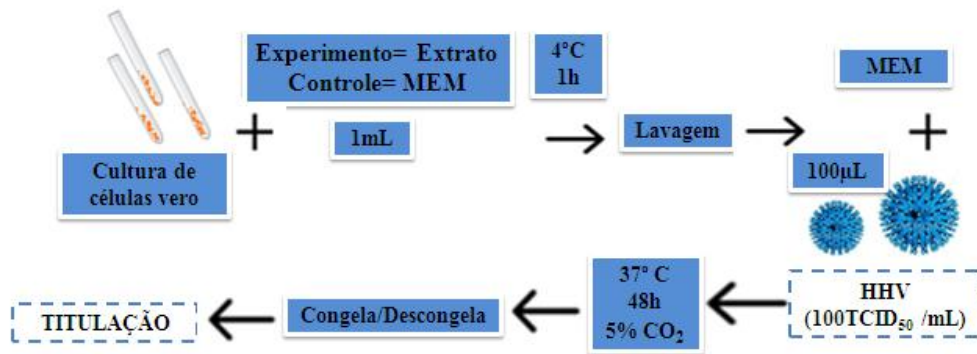 Experimento= Extrato
Controle= MEM
4°C
1h
MEM
1mL
Lavagem
Cultura de
células vero
100µL
HHV
(100TCID₅₀ /mL)
37° C
48h
5% CO₂
Congela/Descongela
TITULAÇÃO